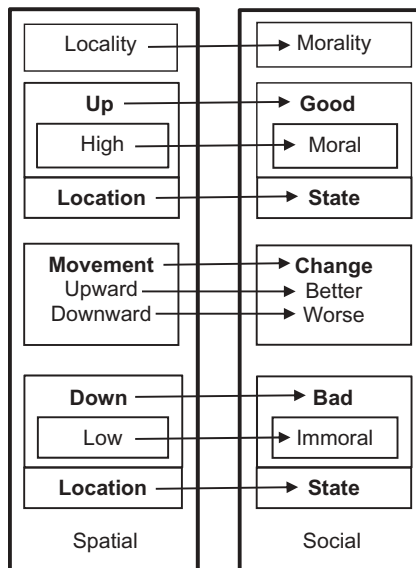 Locality Morality
Up Good
High Moral
Location State
Movement Change
Upward Better
Downward Worse
Down Bad
Low Immoral
Location State
Spatial Social